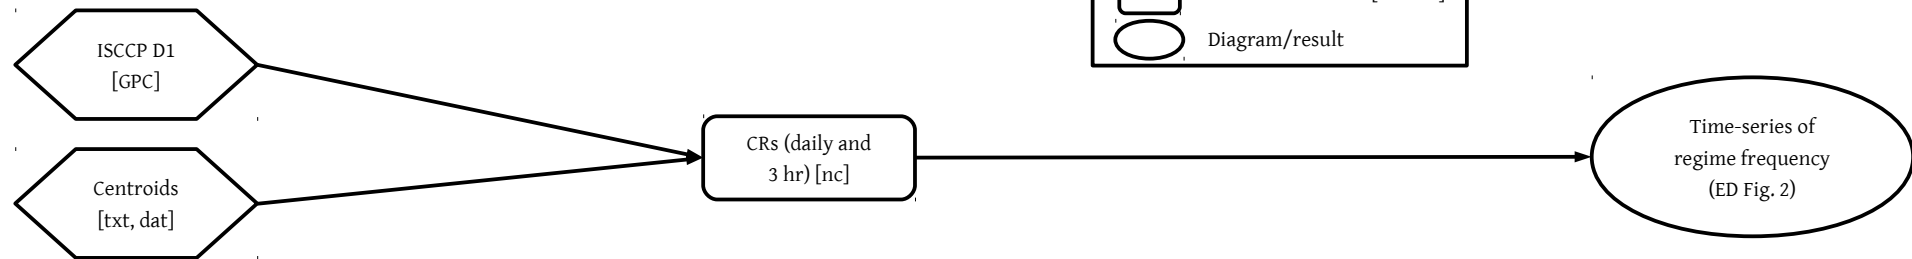 ISCCP D1
[GPC]
Diagram/result
CRs (daily and
3 hr) [nc]
Time-series of
regime frequency
(ED Fig. 2)
Centroids
[txt, dat]